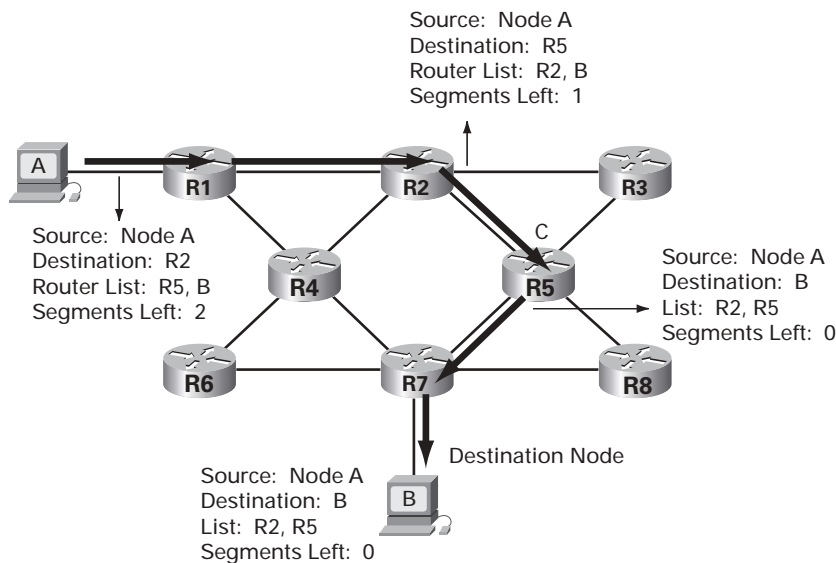 Source: Node A
Destination: R5
Router List: R2, B
Segments Left: 1
A
R1
R2
R3
Source: Node A
Destination: R2
Router List: R5, B
Segments Left: 2
C
R4
R5
Source: Node A
Destination: B
List: R2, R5
Segments Left: 0
R6
R7
R8
Destination Node
Source: Node A
Destination: B
List: R2, R5
Segments Left: 0
B